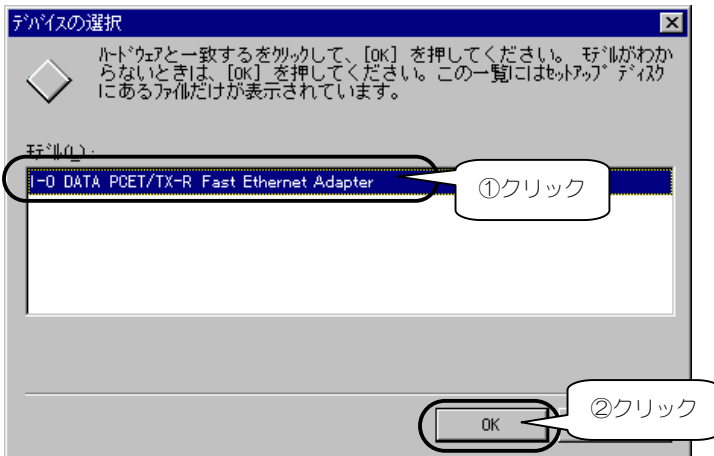 ﾃﾞﾊﾞｲｽの選択
ﾊｰﾄﾞｳｪｱと一致するをｸﾘｯｸして、[OK] を押してください。 ﾓﾃﾞﾙがわか
らないときは、[OK] を押してください。この一覧にはｾｯﾄｱｯﾌﾟ ﾃﾞｨｽｸ
にあるﾌｧｲﾙだけが表示されています。
ﾓﾃﾞﾙ(L):
I-O DATA PCET/TX-R Fast Ethernet Adapter
①クリック
OK
②クリック